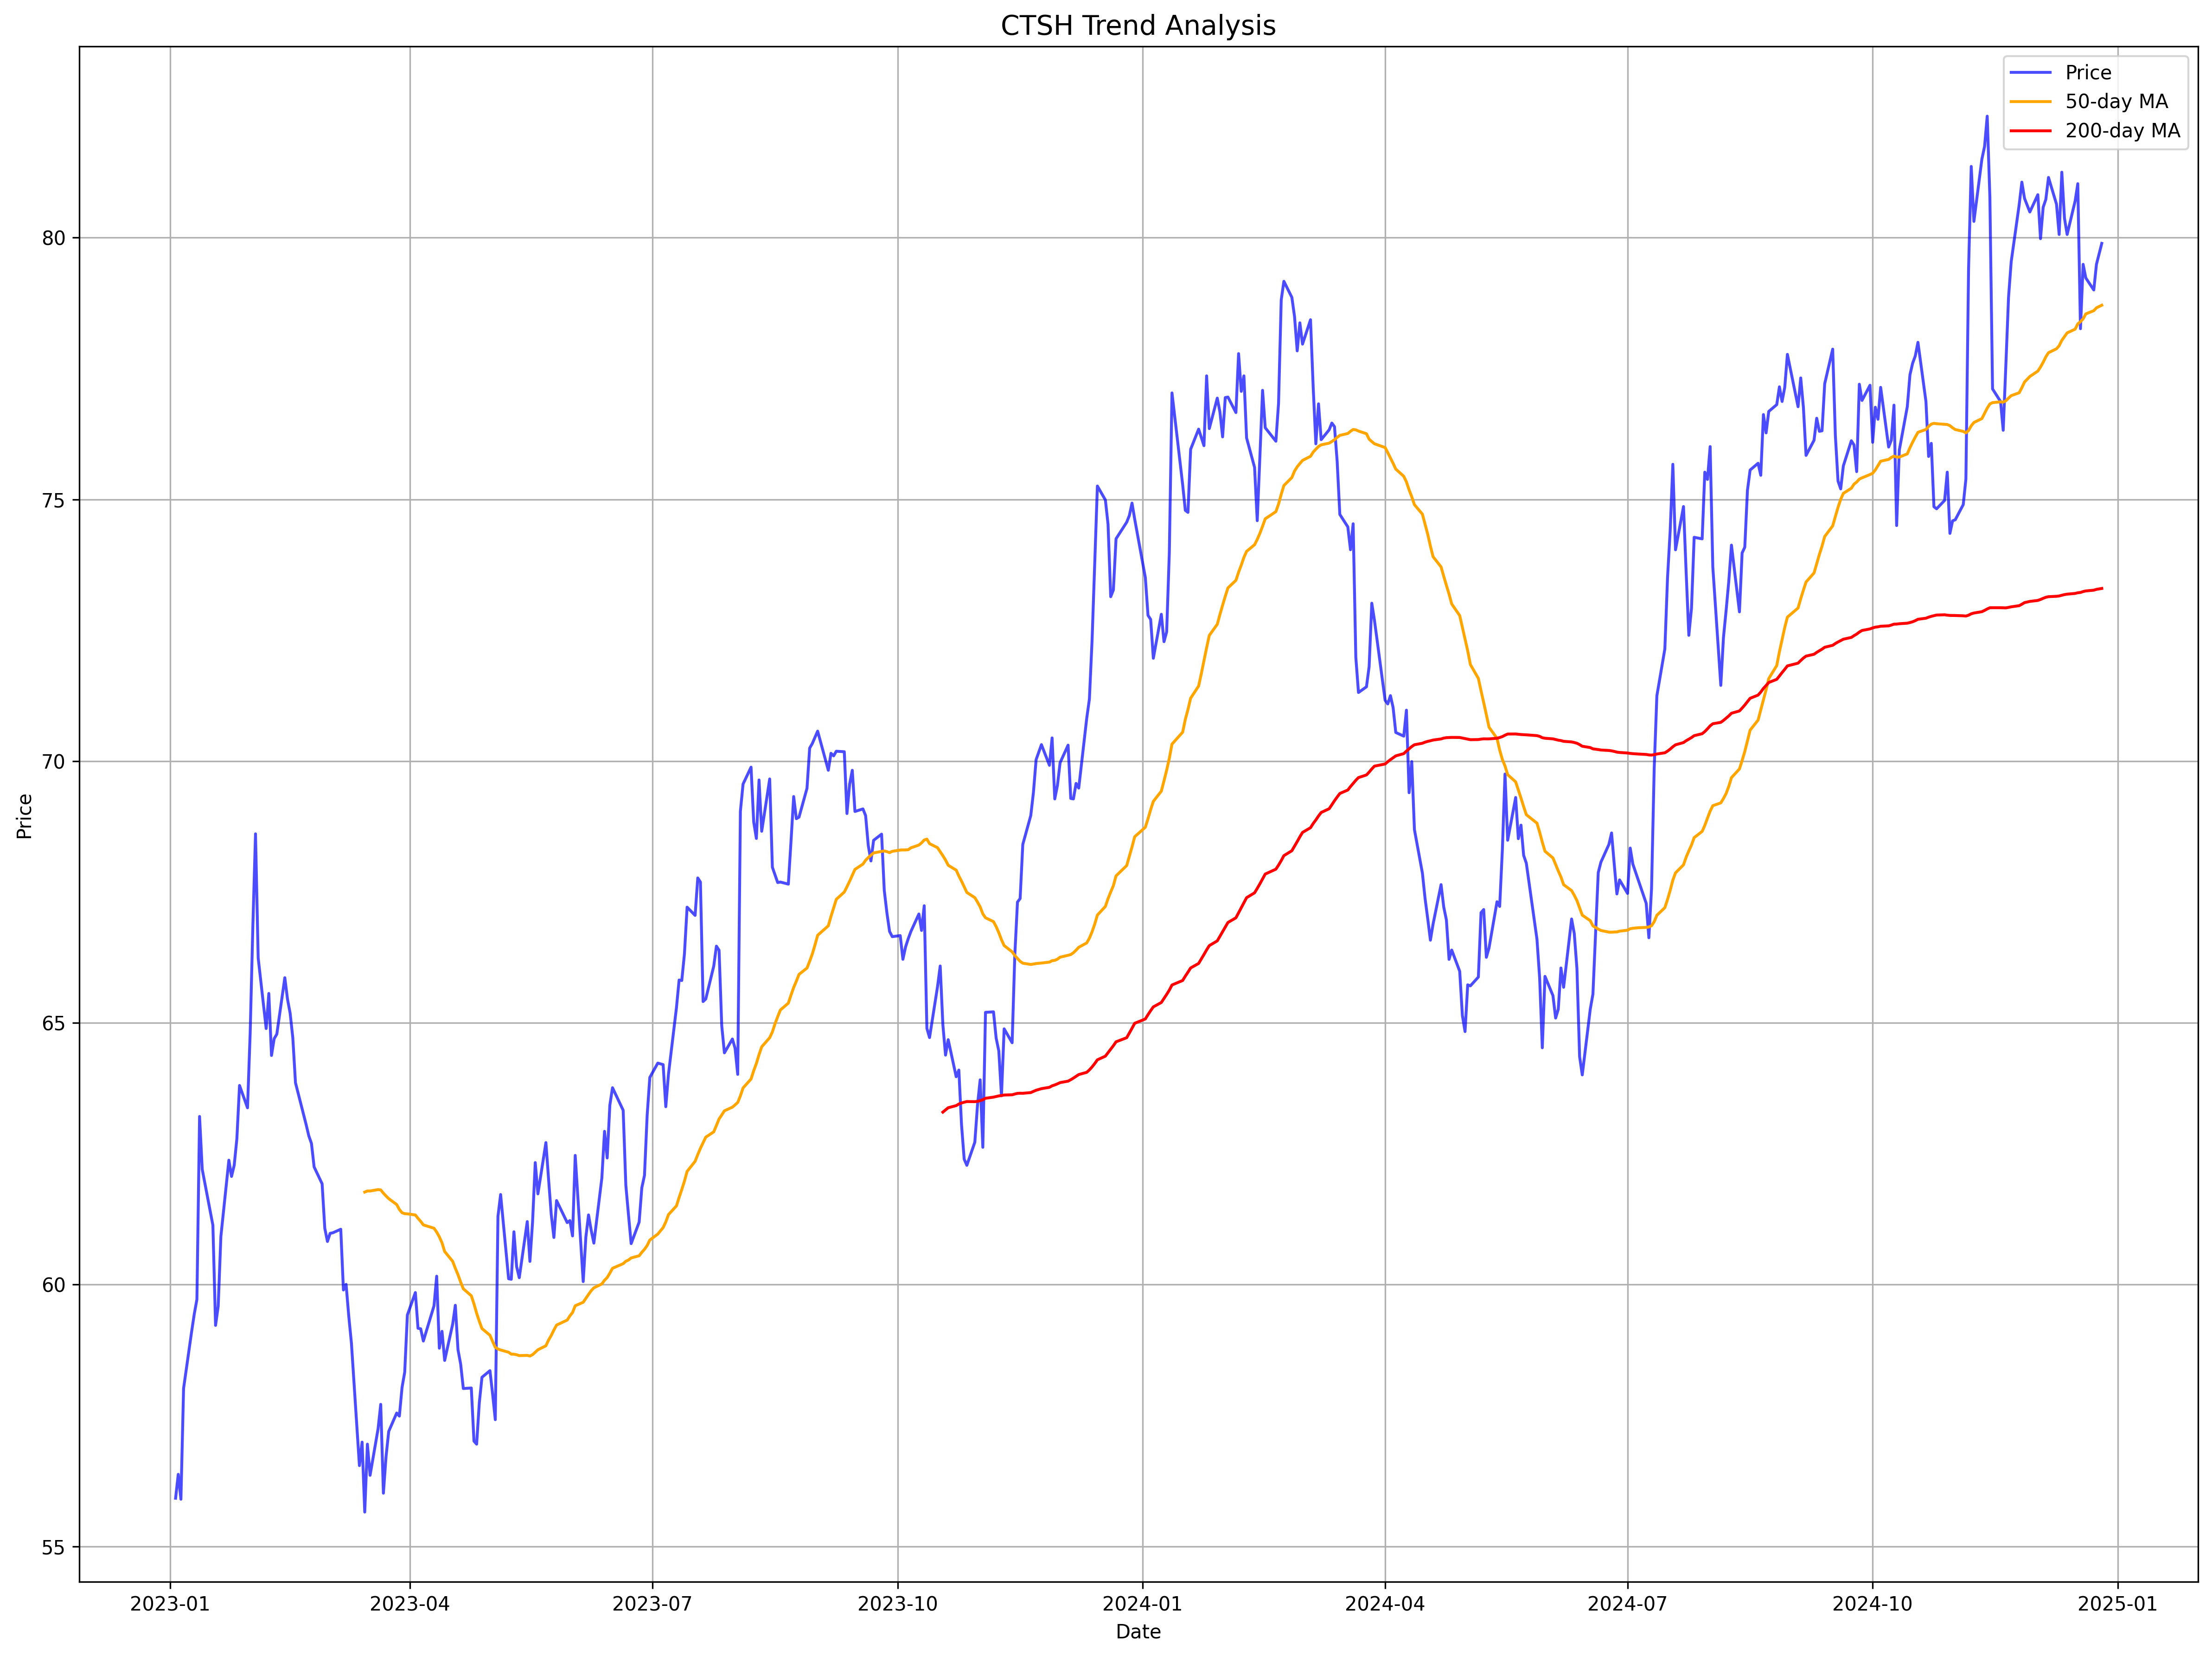 CTSH Trend Analysis
Price
50-day MA
200-day MA
80
75
70
65
60
55
Price
2023-01
2023-04
2023-07
2023-10
2024-01
2024-04
2024-07
2024-10
2025-01
Date